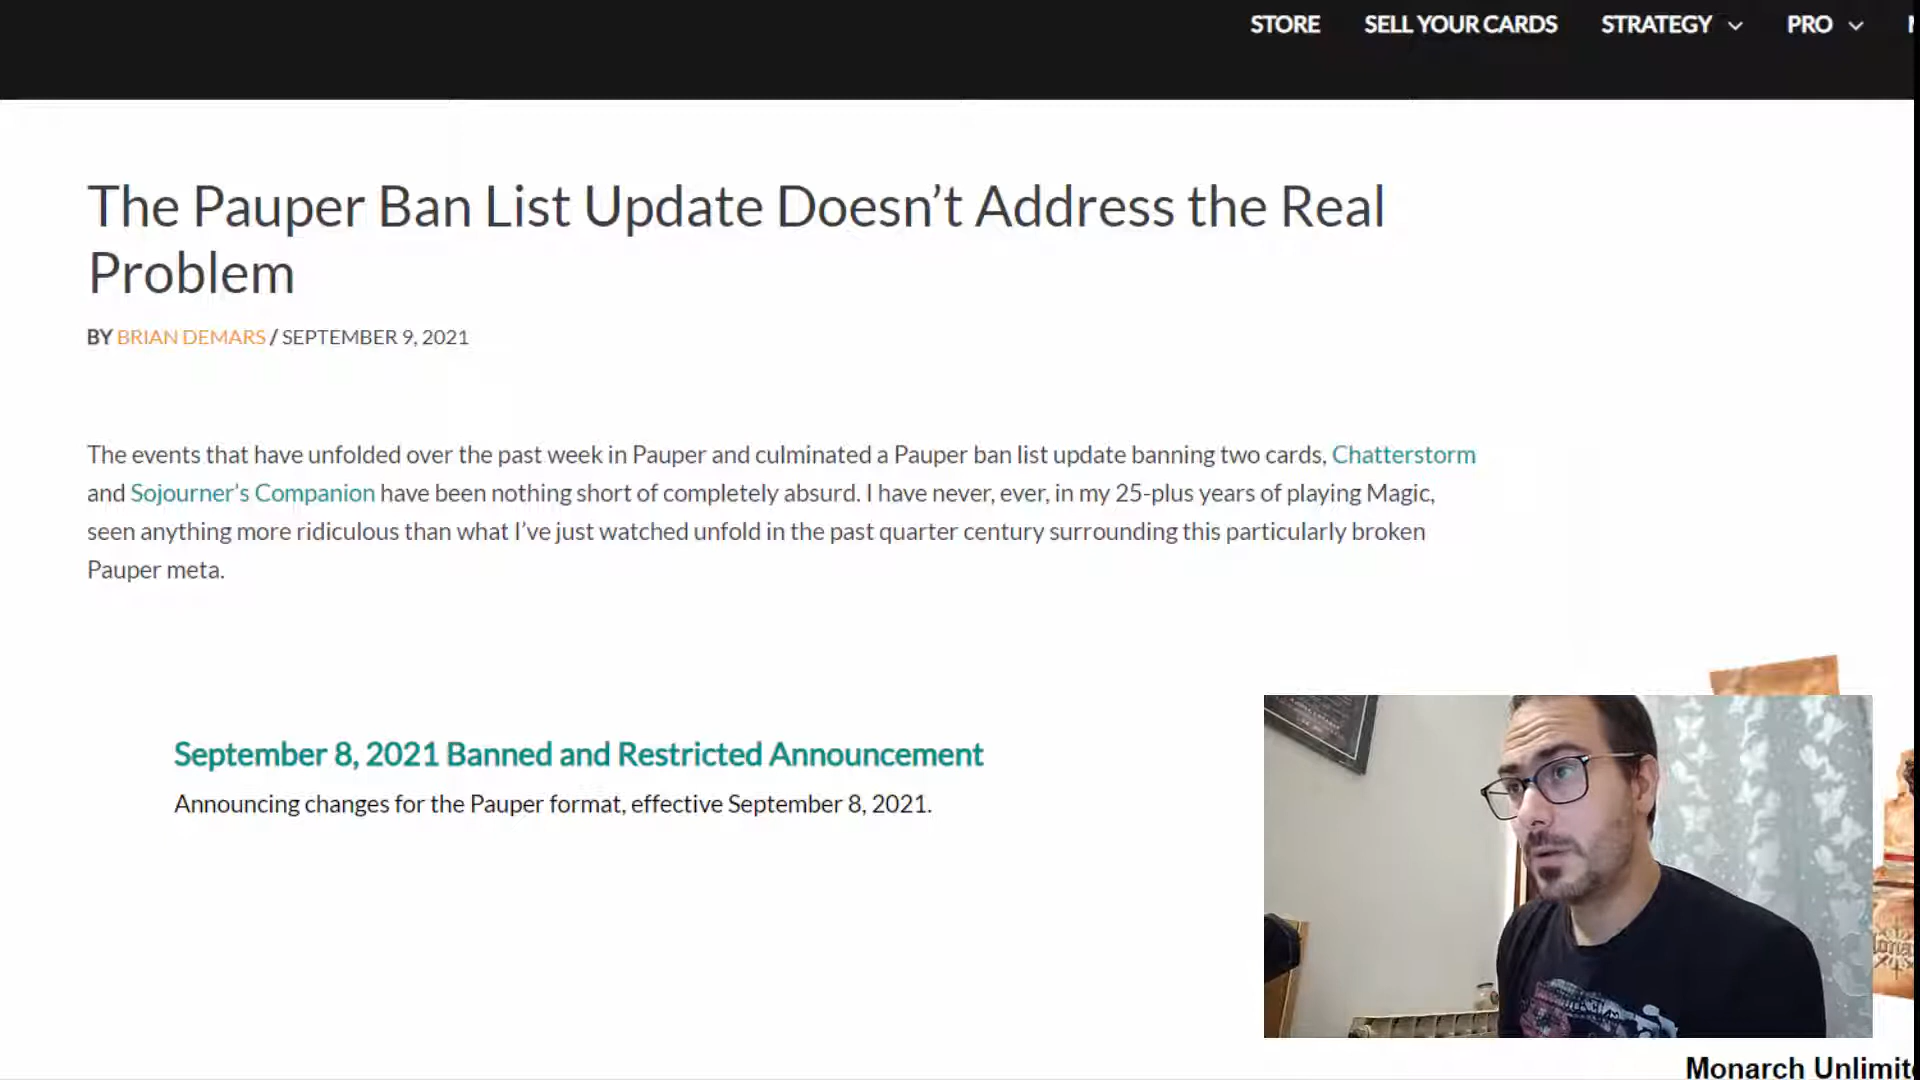 STORE SELL YOUR CARDS STRATEGY PRO
The Pauper Ban List Update Doesn’t Address the Real
Problem
BY BRIAN DEMARS / SEPTEMBER 9, 2021
The events that have unfolded over the past week in Pauper and culminated a Pauper ban list update banning two cards, Chatterstorm
and Sojourner’s Companion have been nothing short of completely absurd. I have never, ever, in my 25-plus years of playing Magic,
seen anything more ridiculous than what I’ve just watched unfold in the past quarter century surrounding this particularly broken
Pauper meta.
September 8, 2021 Banned and Restricted Announcement
Announcing changes for the Pauper format, effective September 8, 2021.
Monarch